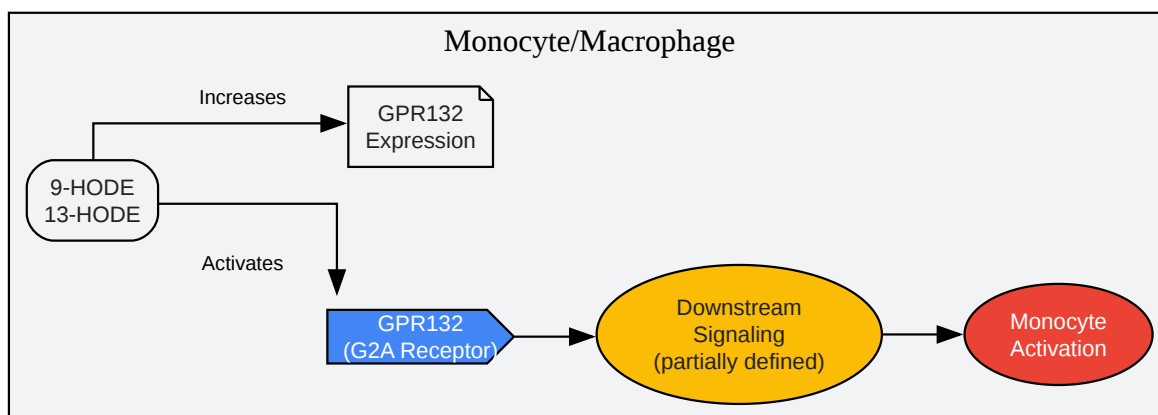 Monocyte/Macrophage
Increases
GPR132
Expression
9-HODE
13-HODE
Activates
GPR132
(G2A Receptor)
Downstream
Signaling
(partially defined)
Monocyte
Activation